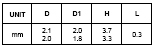 UNIT D D1 H L
mm 2.1 2.0 2.0 1.8 3.7 3.3 0.3